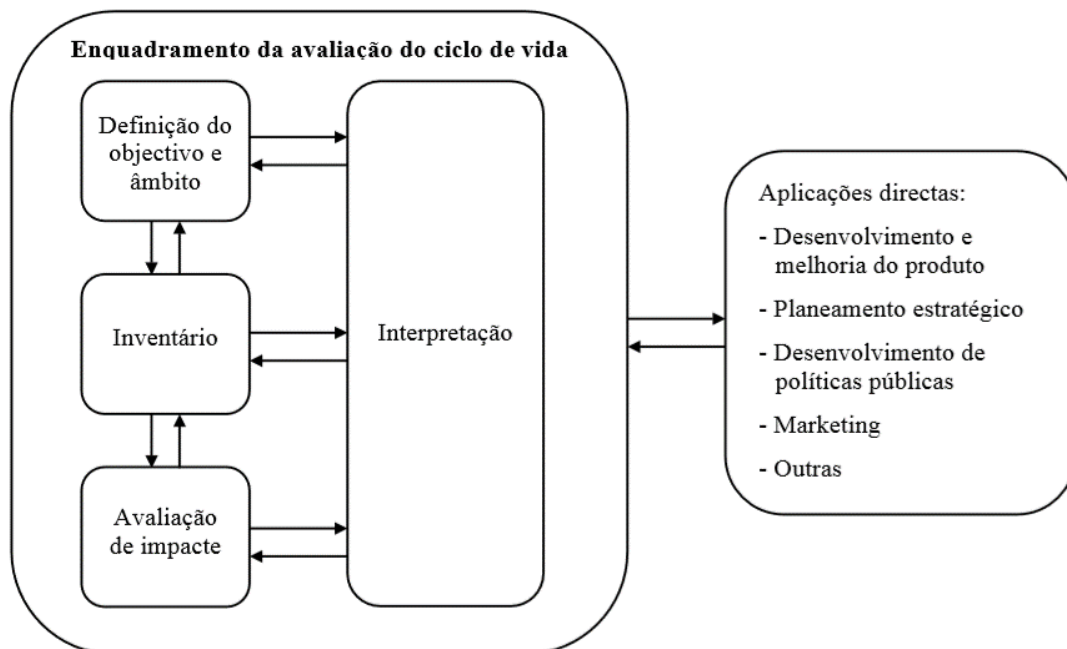 Enquadramento da avaliação do ciclo de vida
Definição do
objectivo e
âmbito
Inventário
Avaliação
de impacte
Interpretação
Aplicações directas:
- Desenvolvimento e
melhoria do produto
- Planeamento estratégico
- Desenvolvimento de
políticas públicas
- Marketing
- Outras